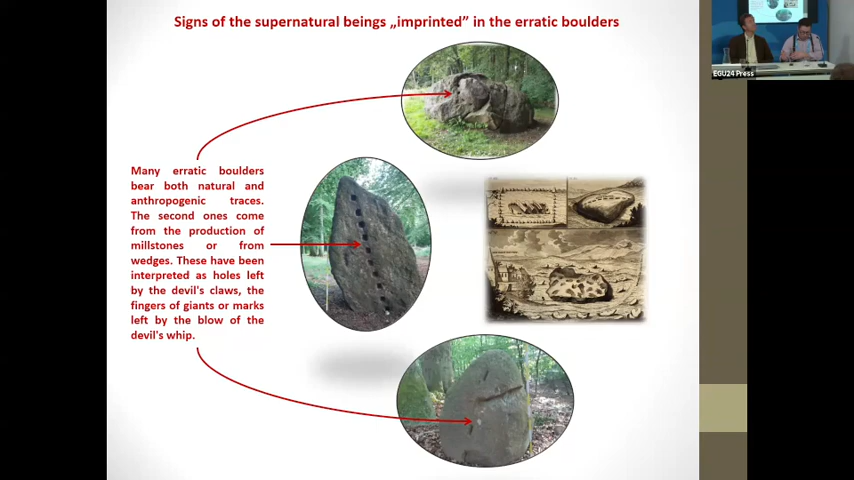 Signs of the supernatural beings „imprinted” in the erratic boulders
EGU24 Press
Many erratic boulders
bear both natural and
anthropogenic traces.
The second ones come
from the production of
millstones or from
wedges. These have been
interpreted as holes left
by the devil's claws, the
fingers of giants or marks
left by the blow of the
devil's whip.